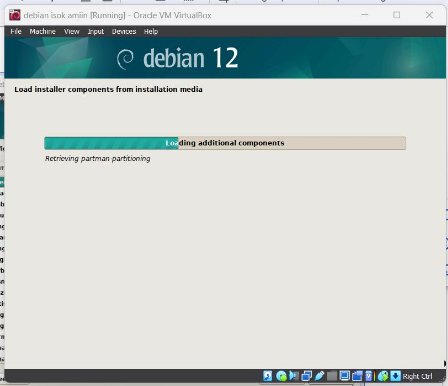 debian isok amiin [Running] - Oracle VM VirtualBox
File Machine View Input Devices Help
debian 12
Load installer components from installation media
Loading additional components
Retrieving partman partitioning
Right Ctrl